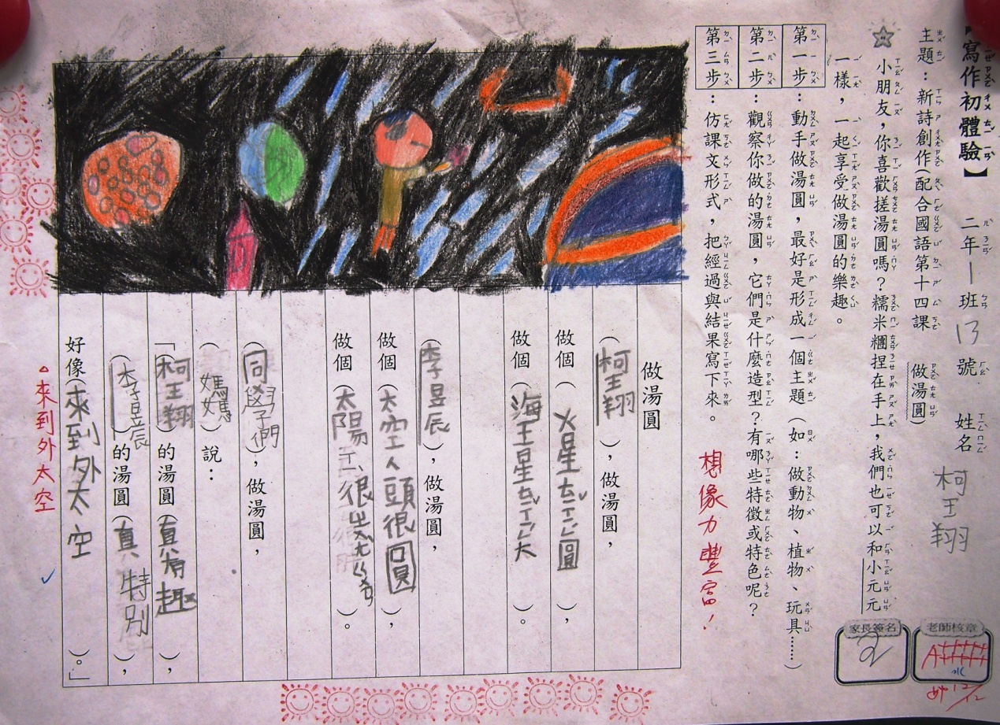 【寫作初體驗】 二年一班 13 號 姓名 柯王翔
主題：新詩創作(配合國語第十四課 做湯圓)
小朋友，你喜歡搓湯圓嗎？糯米糰捏在手上，我們也可以和小元元
一樣，一起享受做湯圓的樂趣。
第一步：動手做湯圓，最好是形成一個主題（如：做動物、植物、玩具……）
第二步：觀察你做的湯圓，它們是什麼造型？有哪些特徵或特色呢？
第三步：仿課文形式，把經過與結果寫下來。
想像力豐富！
老師核章
家長簽名
12/12
做湯圓
（柯王翔），做湯圓，
做個（火星ㄊㄜˋㄒㄧㄥˊ圓），
做個（海王星ㄊㄜˋㄒㄧㄥˊ大）。
（李昱辰），做湯圓，
做個（太空人頭很圓），
做個（太陽 很）。
（同學們），做湯圓，
（媽媽）說：
「（柯王翔）的湯圓（真有趣），
（李昱辰）的湯圓（真特別），
好像（來到外太空）。」
來到外太空